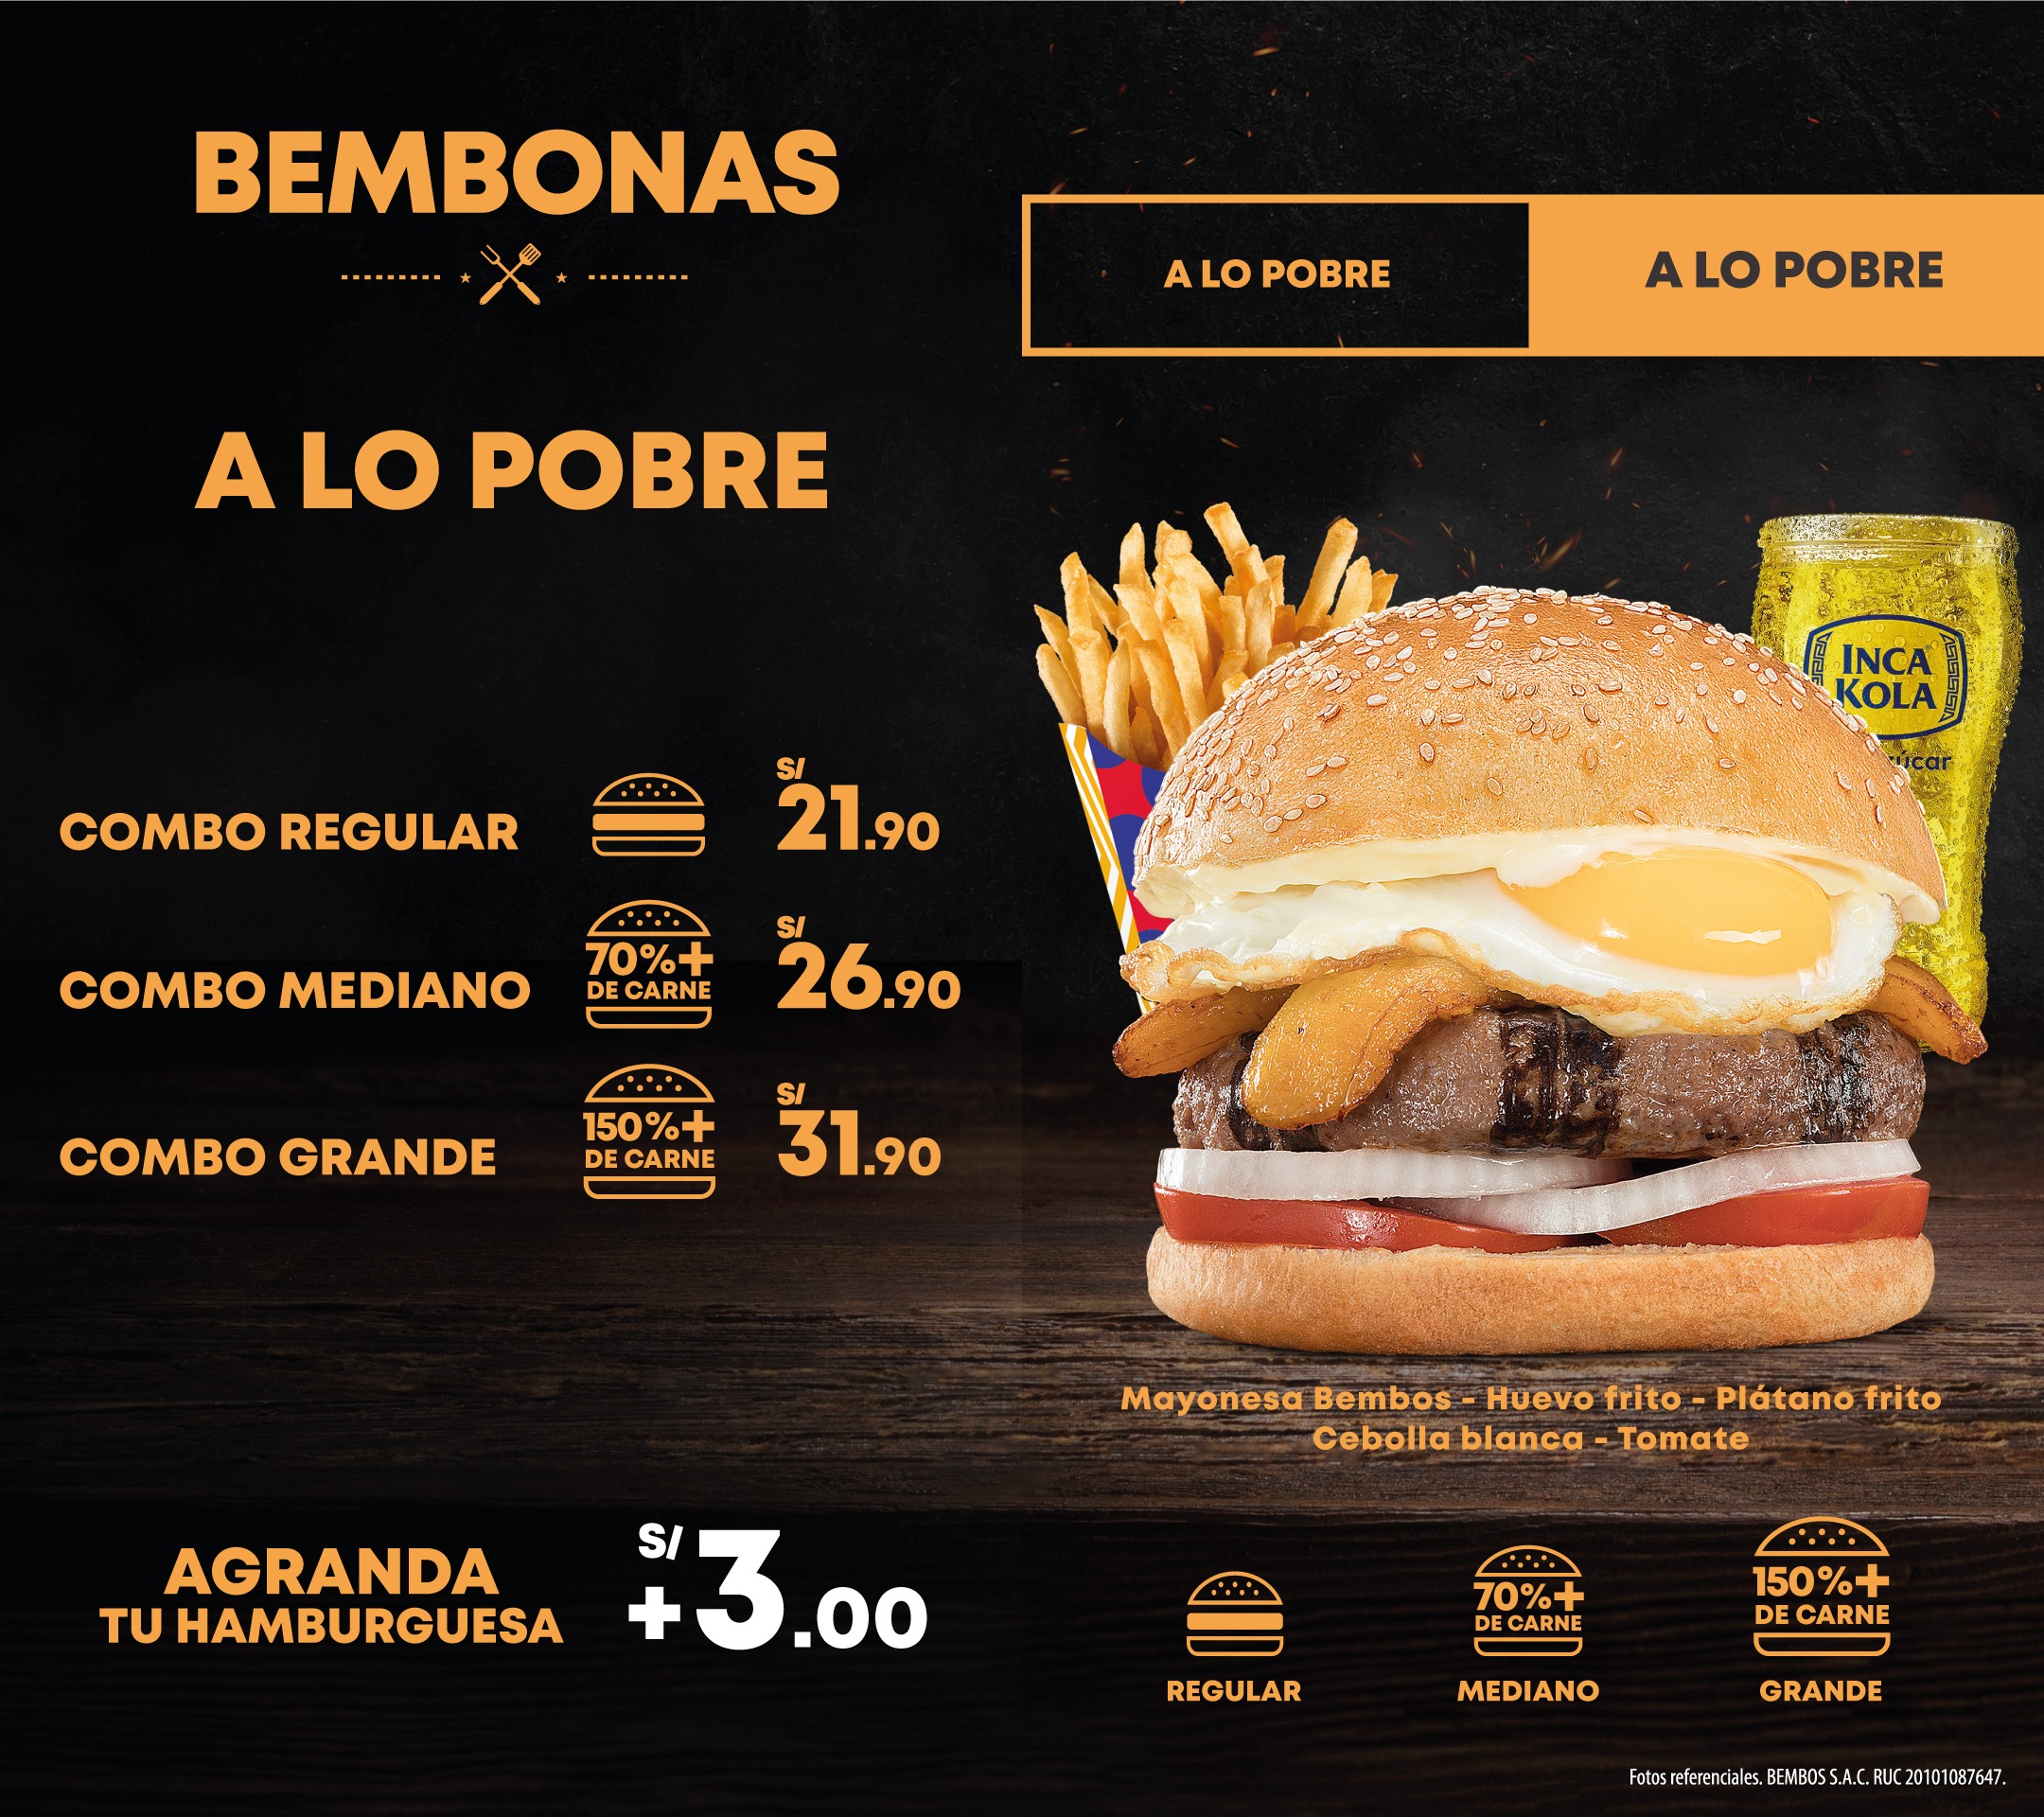 BEMBONAS
A LO POBRE
COMBO REGULAR S/ 21.90
COMBO MEDIANO 70%+ DE CARNE S/ 26.90
COMBO GRANDE 150%+ DE CARNE S/ 31.90
AGRANDA
TU HAMBURGUESA
S/ +3.00
A LO POBRE
A LO POBRE
INCA
KOLA
Mayonesa Bembos - Huevo frito - Plátano frito
Cebolla blanca - Tomate
REGULAR
70%+
DE CARNE
MEDIANO
150%+
DE CARNE
GRANDE
Fotos referenciales. BEMBOS S.A.C. RUC 20101087647.